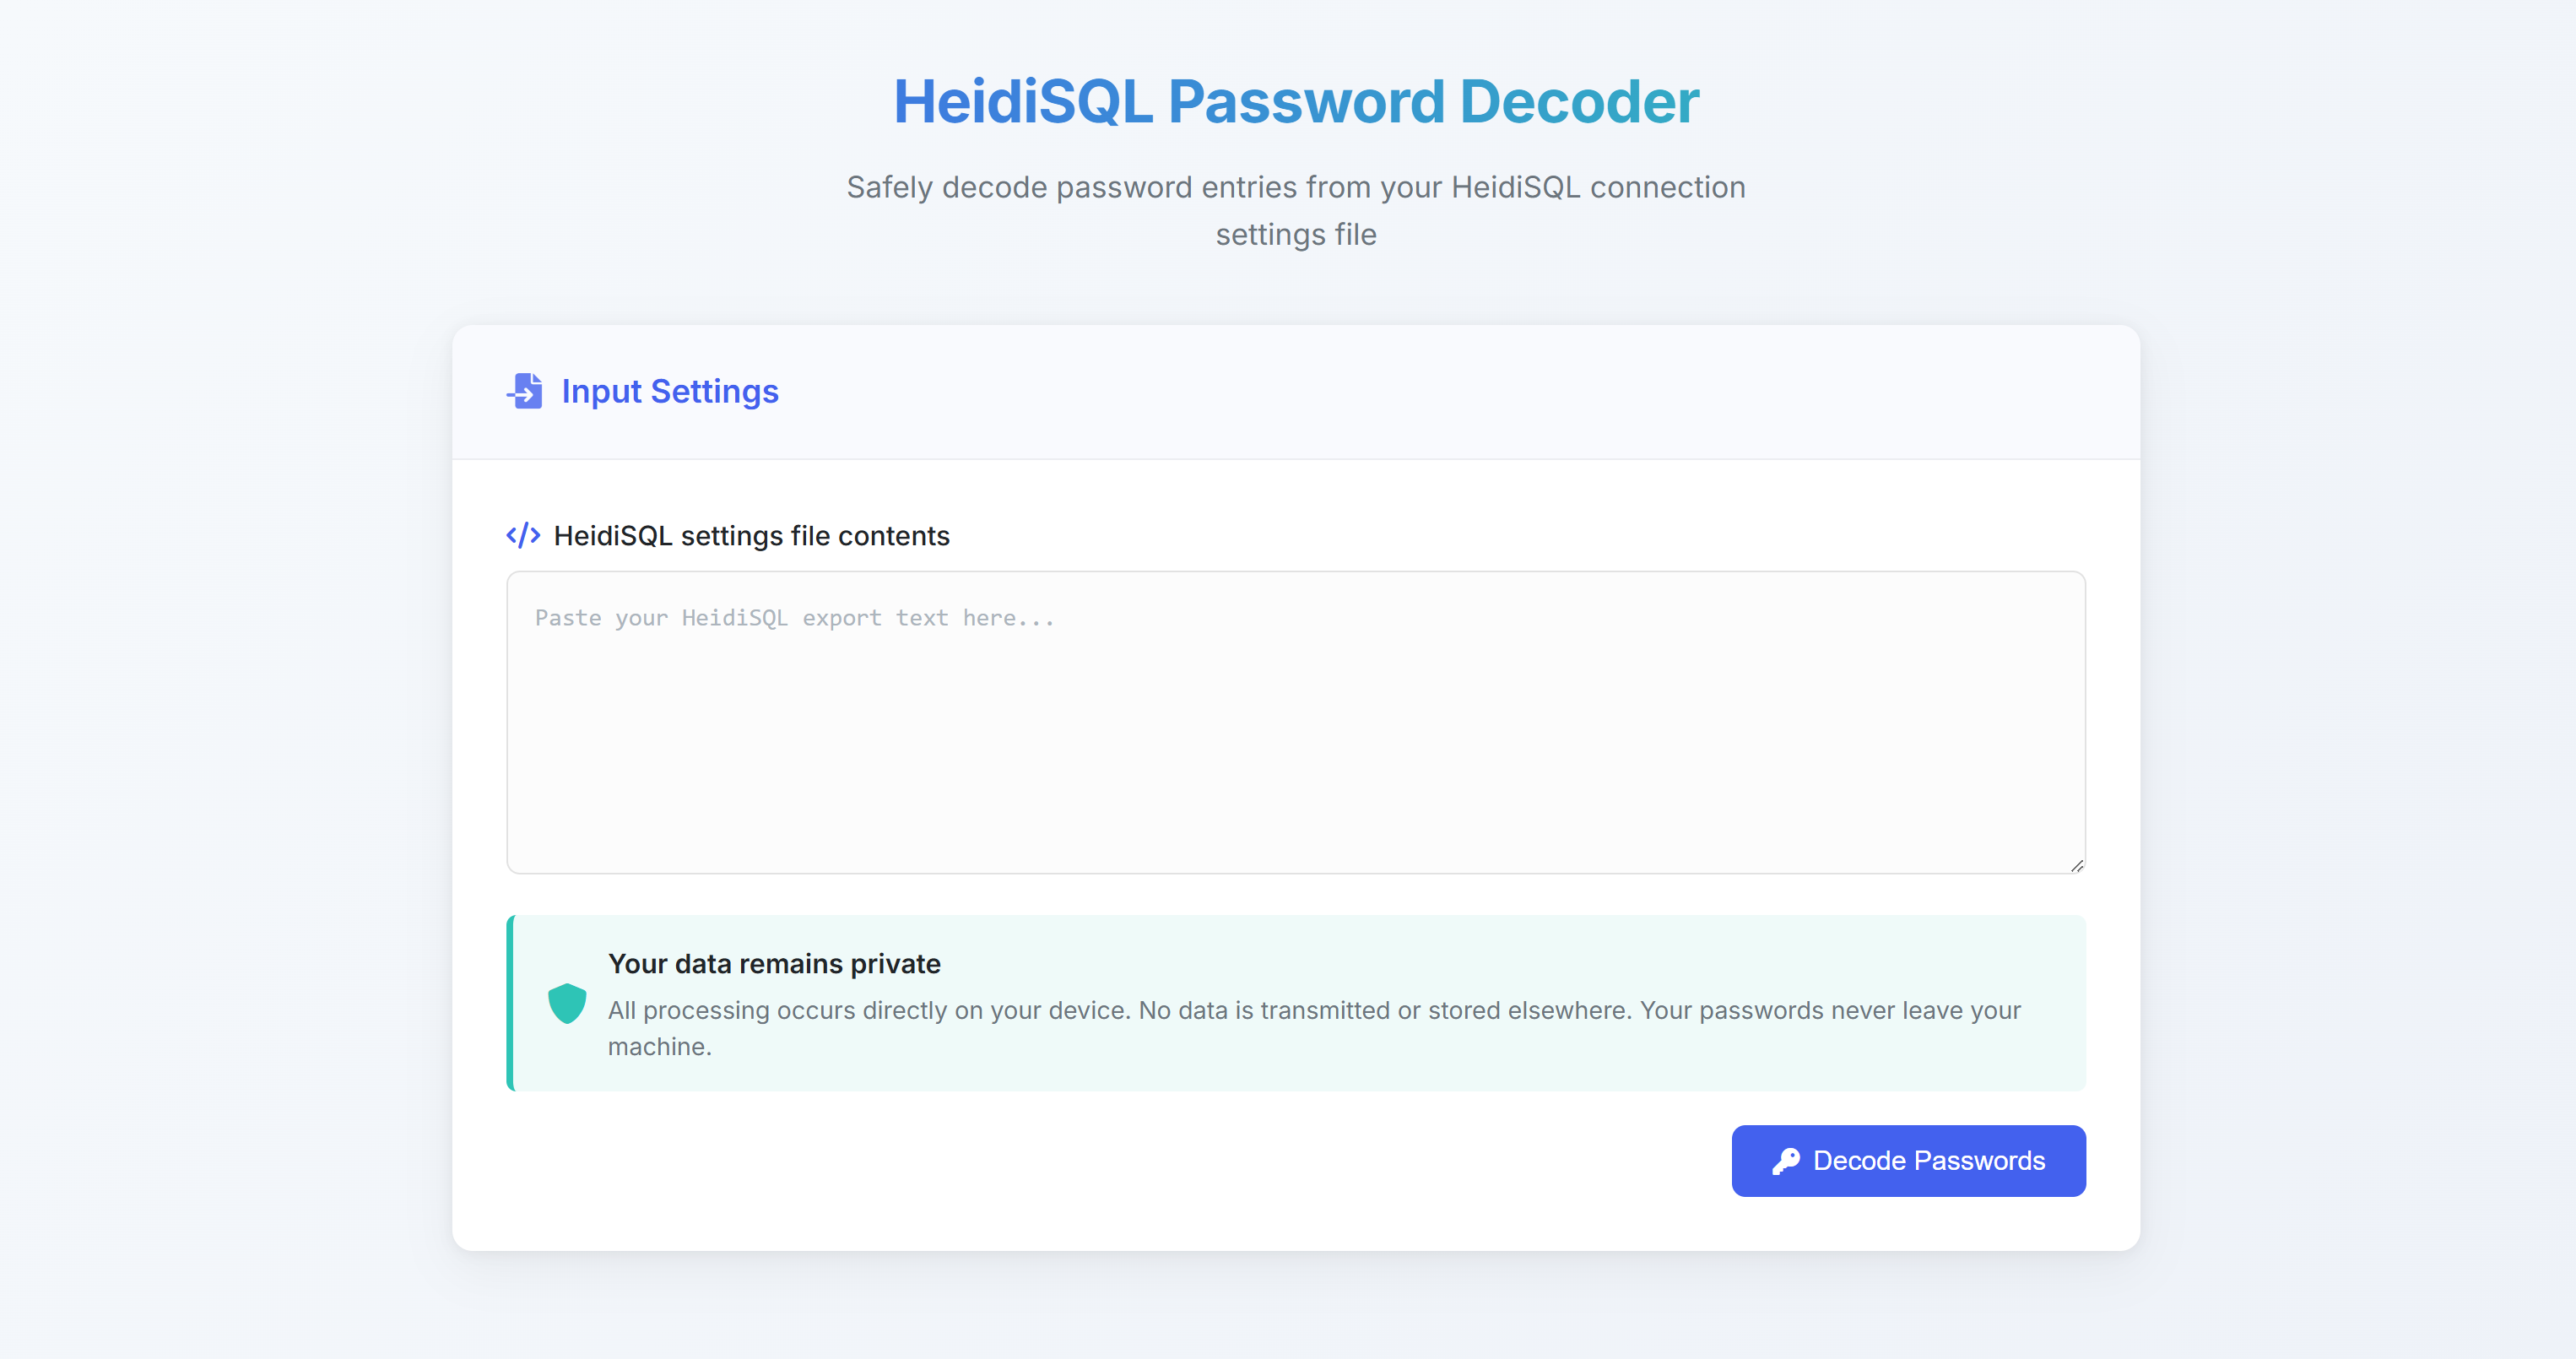 HeidiSQL Password Decoder
Safely decode password entries from your HeidiSQL connection
settings file
Input Settings
HeidiSQL settings file contents
Paste your HeidiSQL export text here...
Your data remains private
All processing occurs directly on your device. No data is transmitted or stored elsewhere. Your passwords never leave your
machine.
Decode Passwords